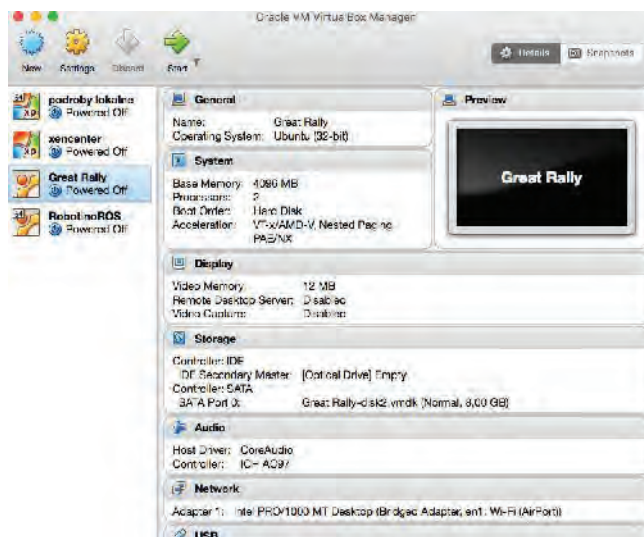 Oracle VM VirtualBox Manager
New Settings Discard Start
Details Snapshots
podroby lokalne
Powered Off
xencenter
Powered Off
Great Rally
Powered Off
RobotinoROS
Powered Off
General
Name: Great Rally
Operating System: Ubuntu (32-bit)
System
Base Memory: 4096 MB
Processors: 2
Boot Order: Hard Disk
Acceleration: VT-x/AMD-V, Nested Paging,
PAE/NX
Preview
Great Rally
Display
Video Memory: 12 MB
Remote Desktop Server: Disabled
Video Capture: Disabled
Storage
Controller: IDE
IDE Secondary Master: [Optical Drive] Empty
Controller: SATA
SATA Port 0: Great Rally-disk2.vmdk (Normal, 8,00 GB)
Audio
Host Driver: CoreAudio
Controller: ICH AC97
Network
Adapter 1: Intel PRO/1000 MT Desktop (Bridged Adapter, en1: Wi-Fi (AirPort))
USB